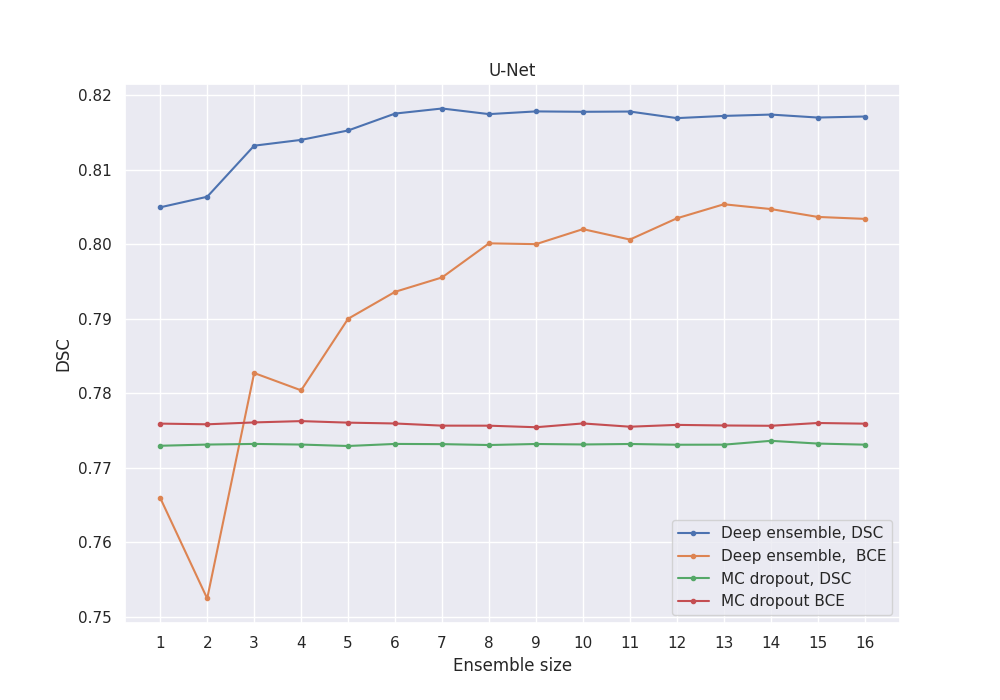 U-Net
0.82
0.81
0.80
0.79
0.78
0.77
0.76
0.75
DSC
Deep ensemble, DSC
Deep ensemble,  BCE
MC dropout, DSC
MC dropout BCE
1 2 3 4 5 6 7 8 9 10 11 12 13 14 15 16
Ensemble size